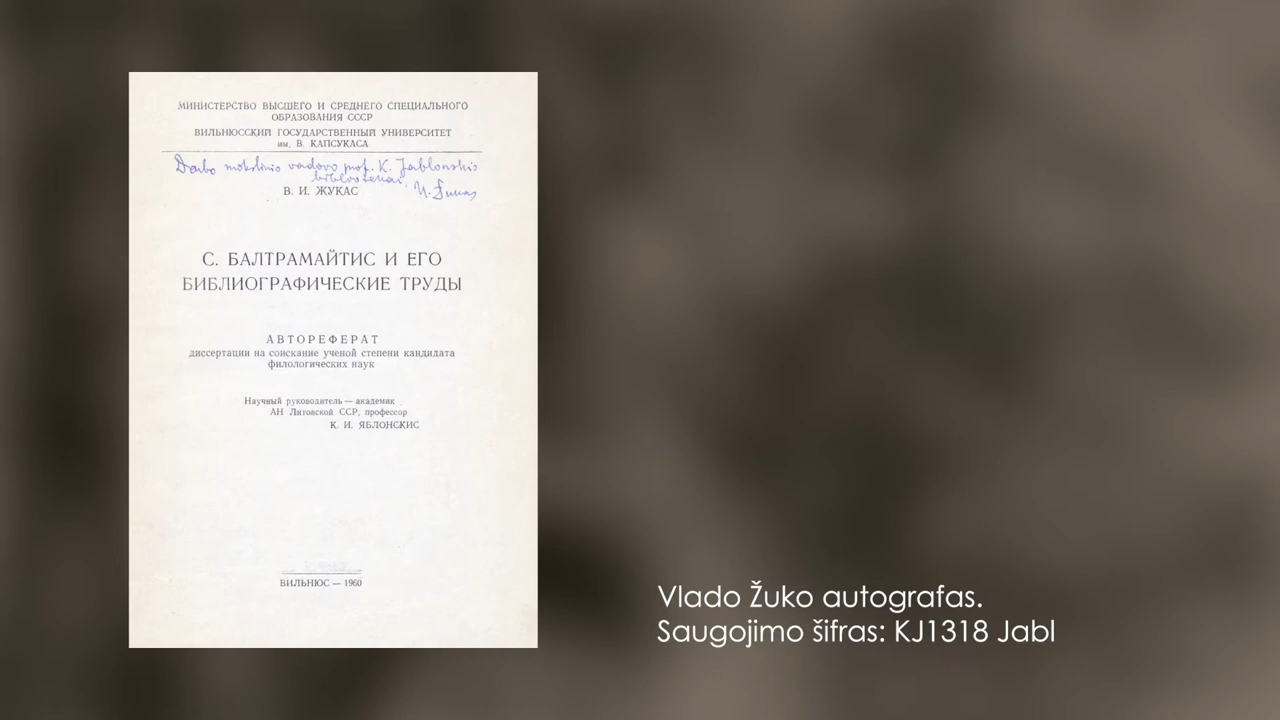 МИНИСТЕРСТВО ВЫСШЕГО И СРЕДНЕГО СПЕЦИАЛЬНОГО
ОБРАЗОВАНИЯ СССР
ВИЛЬНЮССКИЙ ГОСУДАРСТВЕННЫЙ УНИВЕРСИТЕТ
им. В. КАПСУКАСА
Darbo mokslinio vadovo prof. K. Jablonskio
bibliotekai,
V. Žukas
В. И. ЖУКАС
С. БАЛТРАМАЙТИС И ЕГО
БИБЛИОГРАФИЧЕСКИЕ ТРУДЫ
АВТОРЕФЕРАТ
диссертации на соискание ученой степени кандидата
филологических наук
Научный руководитель — академик
АН Литовской ССР, профессор
К. И. ЯБЛОНСКИС
ВИЛЬНЮС — 1960
Vlado Žuko autografas.
Saugojimo šifras: KJ1318 Jabl